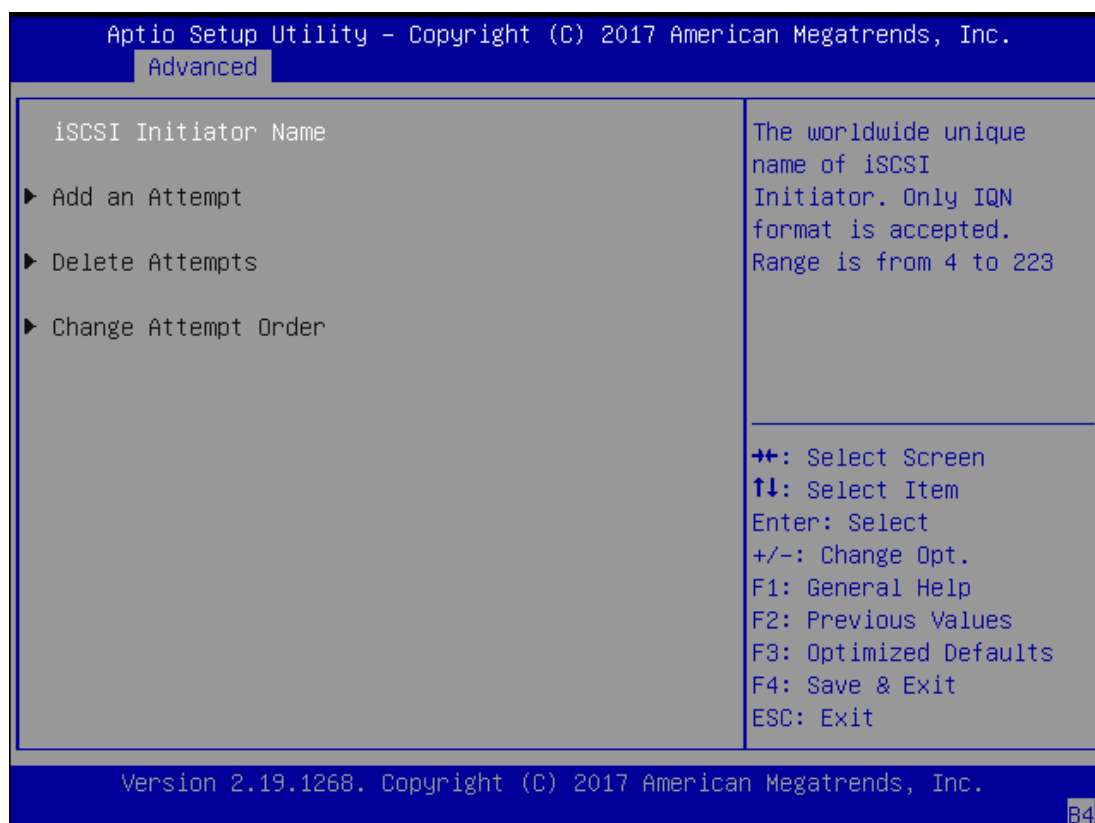 Aptio Setup Utility – Copyright (C) 2017 American Megatrends, Inc.
Advanced
iSCSI Initiator Name
▶ Add an Attempt
▶ Delete Attempts
▶ Change Attempt Order
The worldwide unique
name of iSCSI
Initiator. Only IQN
format is accepted.
Range is from 4 to 223
→←: Select Screen
↑↓: Select Item
Enter: Select
+/-: Change Opt.
F1: General Help
F2: Previous Values
F3: Optimized Defaults
F4: Save & Exit
ESC: Exit
Version 2.19.1268. Copyright (C) 2017 American Megatrends, Inc.
B4